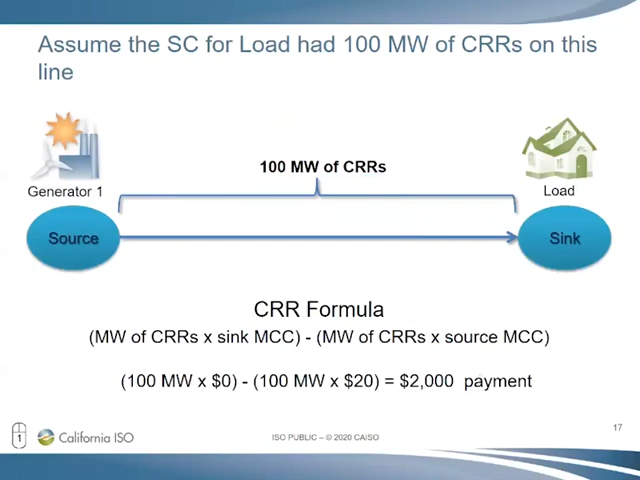 Assume the SC for Load had 100 MW of CRRs on this
line
100 MW of CRRs
Generator 1
Load
Source
Sink
CRR Formula
(MW of CRRs x sink MCC) - (MW of CRRs x source MCC)
(100 MW x $0) - (100 MW x $20) = $2,000 payment
1
California ISO
ISO PUBLIC – © 2020 CAISO
17